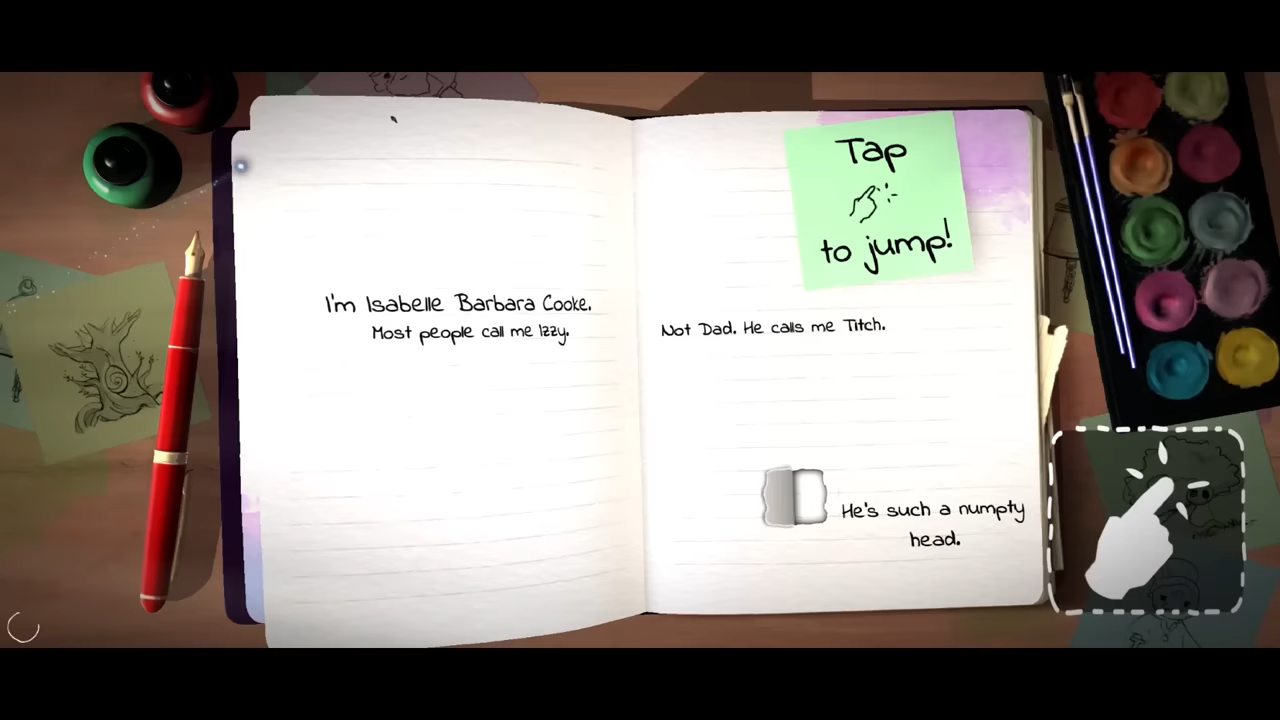 I'm Isabelle Barbara Cooke.
Most people call me Izzy.
Tap
to jump!
Not Dad. He calls me Titch.
He's such a numpty
head.